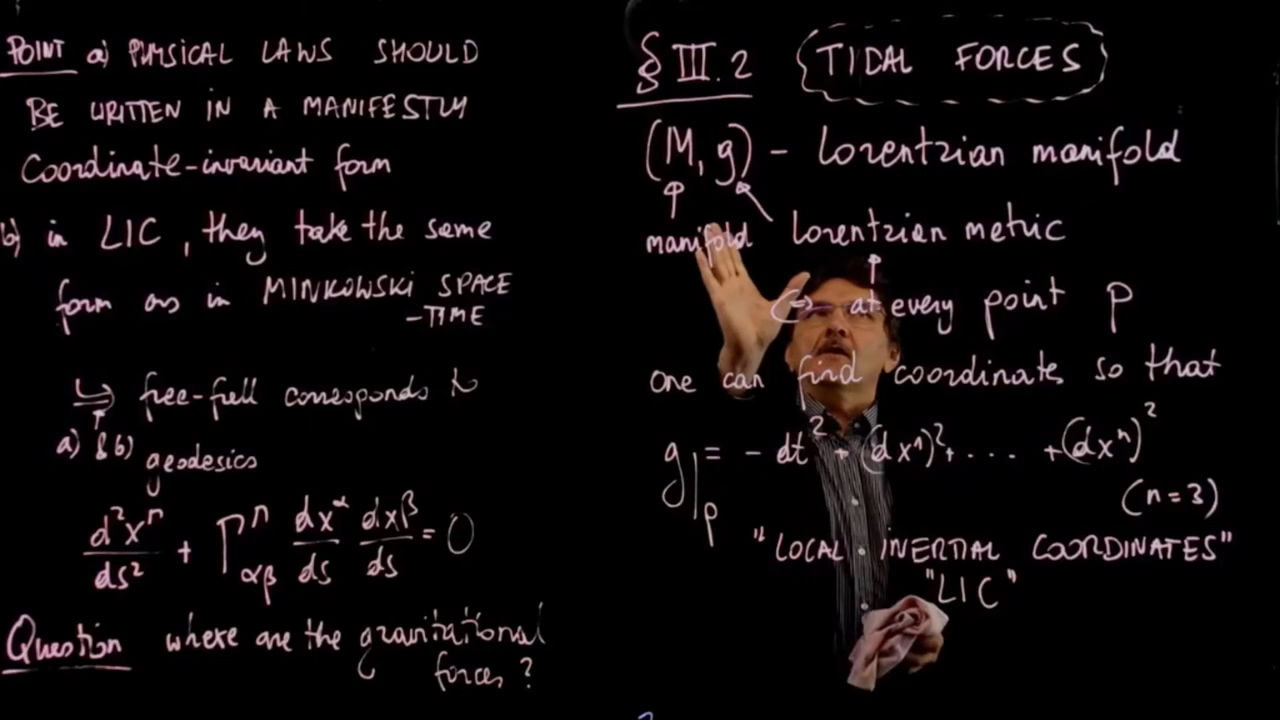 POINT a) PHYSICAL LAWS SHOULD
BE WRITTEN IN A MANIFESTLY
Coordinate-invariant form
b) in LIC, they take the same
form as in MINKOWSKI SPACE
-TIME
↪ free-fall corresponds to
a) & b) geodesics
d²x^μ/ds² + Γ^μ_αβ dx^α/ds dx^β/ds = 0
Question where are the gravitational
forces?
§ III.2 TIDAL FORCES
(M, g) - Lorentzian manifold
manifold Lorentzian metric
⇔ at every point p
one can find coordinates so that
g|p = - dt² + (dx¹)² + .... + (dxⁿ)²
(n=3)
"LOCAL INERTIAL COORDINATES"
"LIC"